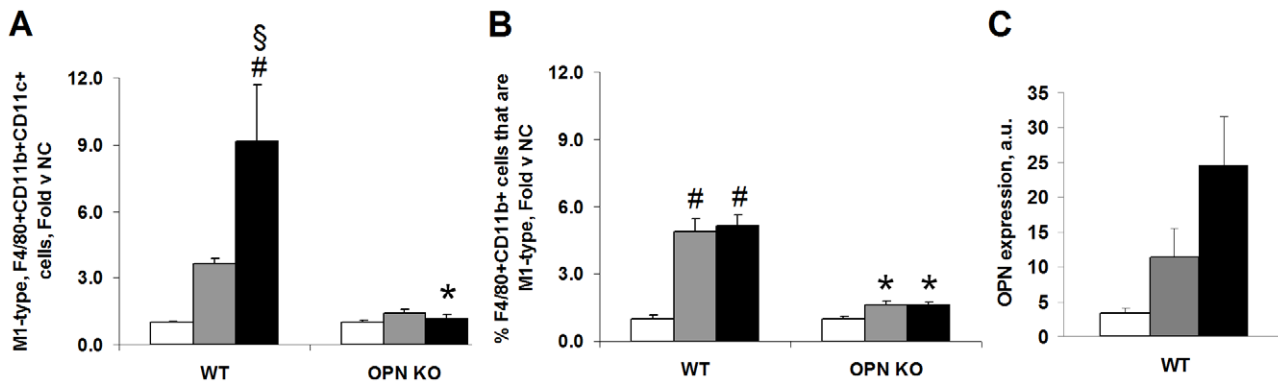 A
M1-type, F4/80+CD11b+CD11c+
cells, Fold v NC
12.0
9.0
6.0
3.0
0.0
§
#
*
WT
OPN KO
B
% F4/80+CD11b+ cells that are
M1-type, Fold v NC
12.0
9.0
6.0
3.0
0.0
#
#
*
*
WT
OPN KO
C
OPN expression, a.u.
35
30
25
20
15
10
5
0
WT